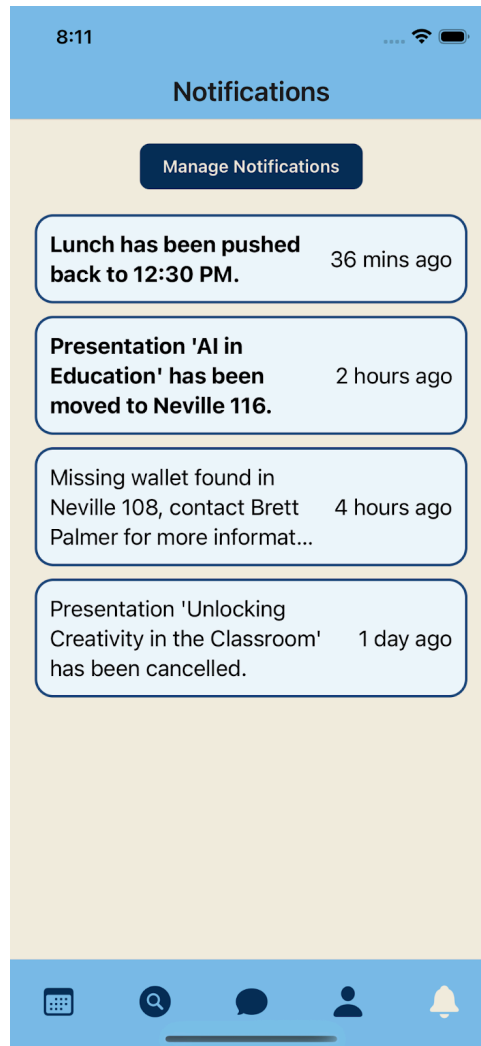 8:11
Notifications
Manage Notifications
Lunch has been pushed
back to 12:30 PM.
36 mins ago
Presentation 'AI in
Education' has been
moved to Neville 116.
2 hours ago
Missing wallet found in
Neville 108, contact Brett
Palmer for more informat...
4 hours ago
Presentation 'Unlocking
Creativity in the Classroom'
has been cancelled.
1 day ago